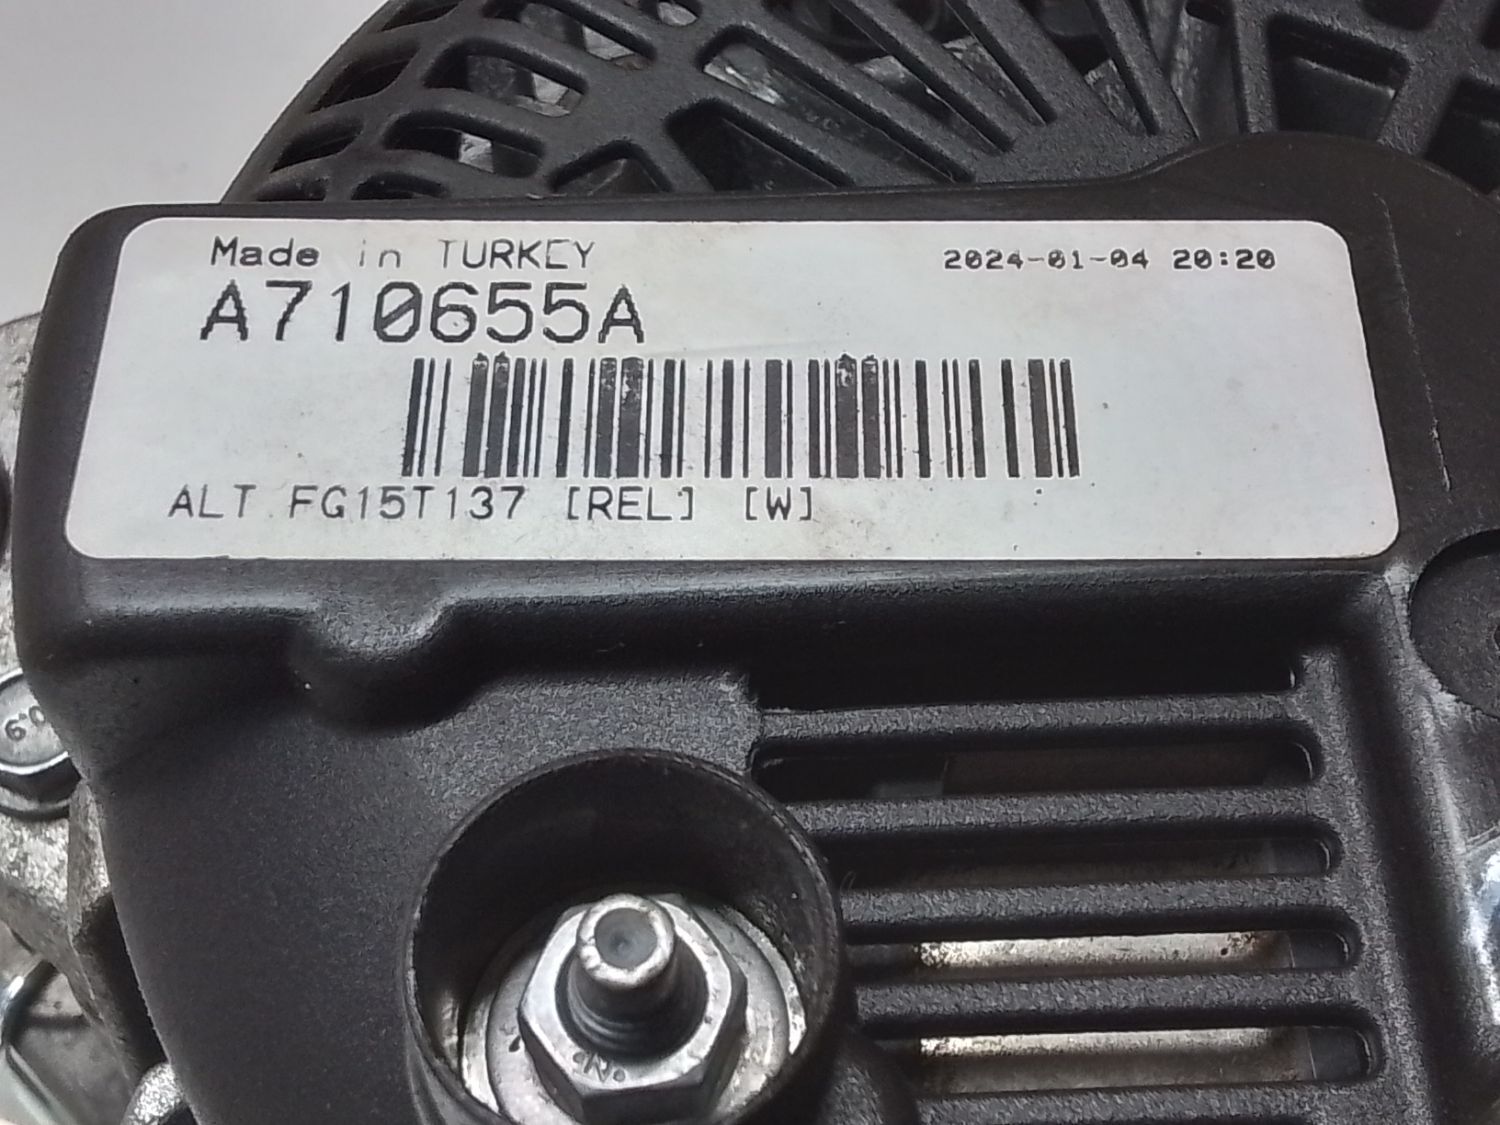 Made in TURKEY
2024-01-04 20:20
A710655A
ALT FG15T137 [REL] [W]